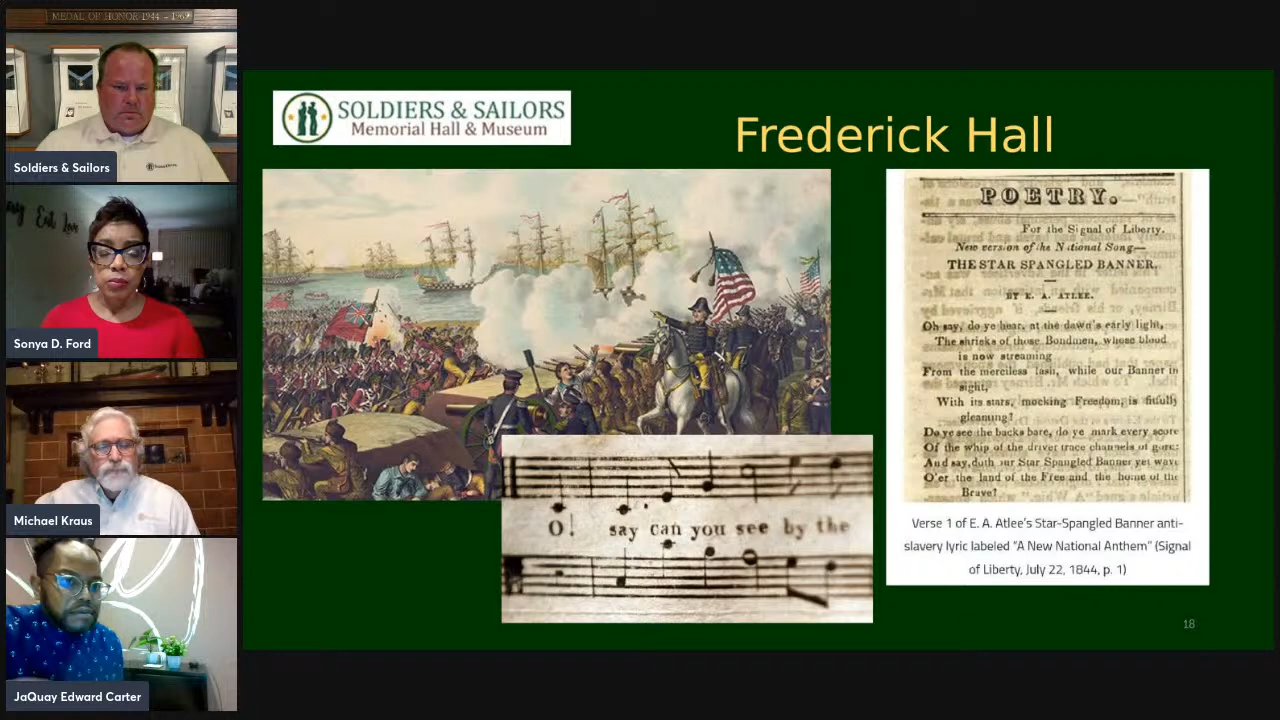 MEDAL OF HONOR 1944 - 1969
Soldiers & Sailors
Sonya D. Ford
Michael Kraus
JaQuay Edward Carter
SOLDIERS & SAILORS
Memorial Hall & Museum
Frederick Hall
O! say can you see by the
POETRY.
For the Signal of Liberty.
New version of the National Song—
THE STAR SPANGLED BANNER.
BY E. A. ATLEE.
Oh say, do ye hear, at the dawn's early light,
The shrieks of those Bondmen, whose blood
is now streaming
From the merciless lash, while our Banner in
sight,
With its stars, mocking Freedom, is fitfully
gleaming?
Do ye see the backs bare, do ye mark every score
Of the whip of the driver trace channels of gore:
And say, doth our Star Spangled Banner yet wave
O'er the land of the Free and the home of the
Brave?
Verse 1 of E. A. Atlee's Star-Spangled Banner anti-
slavery lyric labeled "A New National Anthem" (Signal
of Liberty, July 22, 1844, p. 1)
18